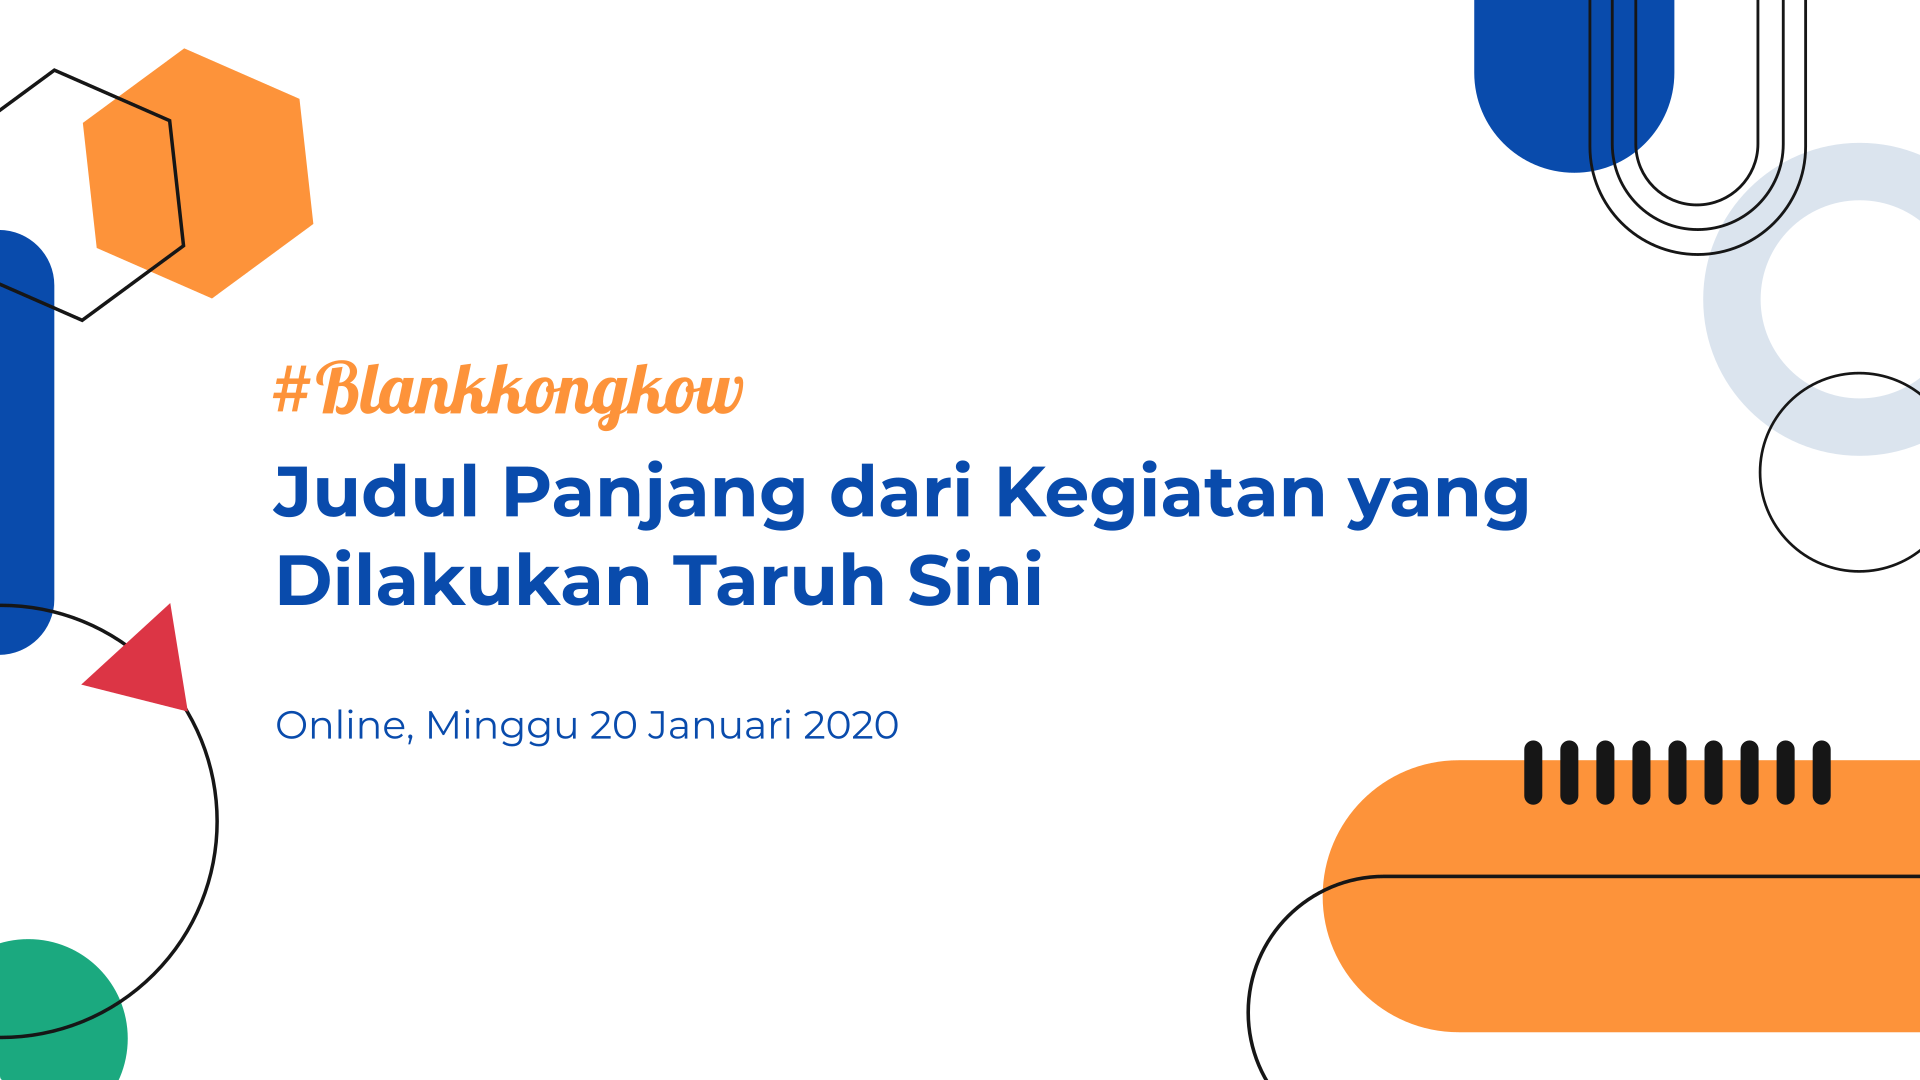 #Blankkongkow
Judul Panjang dari Kegiatan yang
Dilakukan Taruh Sini
Online, Minggu 20 Januari 2020